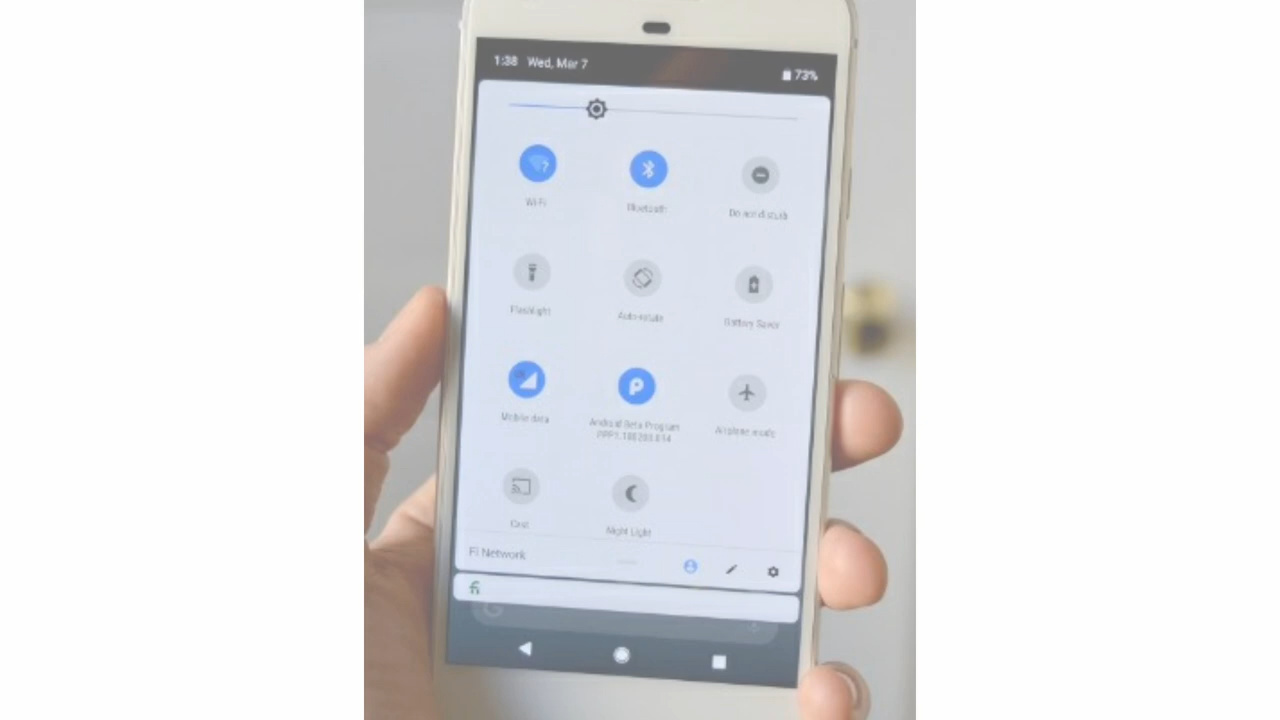 1:38 Wed, Mar 7 73%
Wi-Fi Bluetooth Do not disturb
Flashlight Auto-rotate Battery Saver
Mobile data Android Beta Program Airplane mode
Cast Night Light
Fi Network
fi